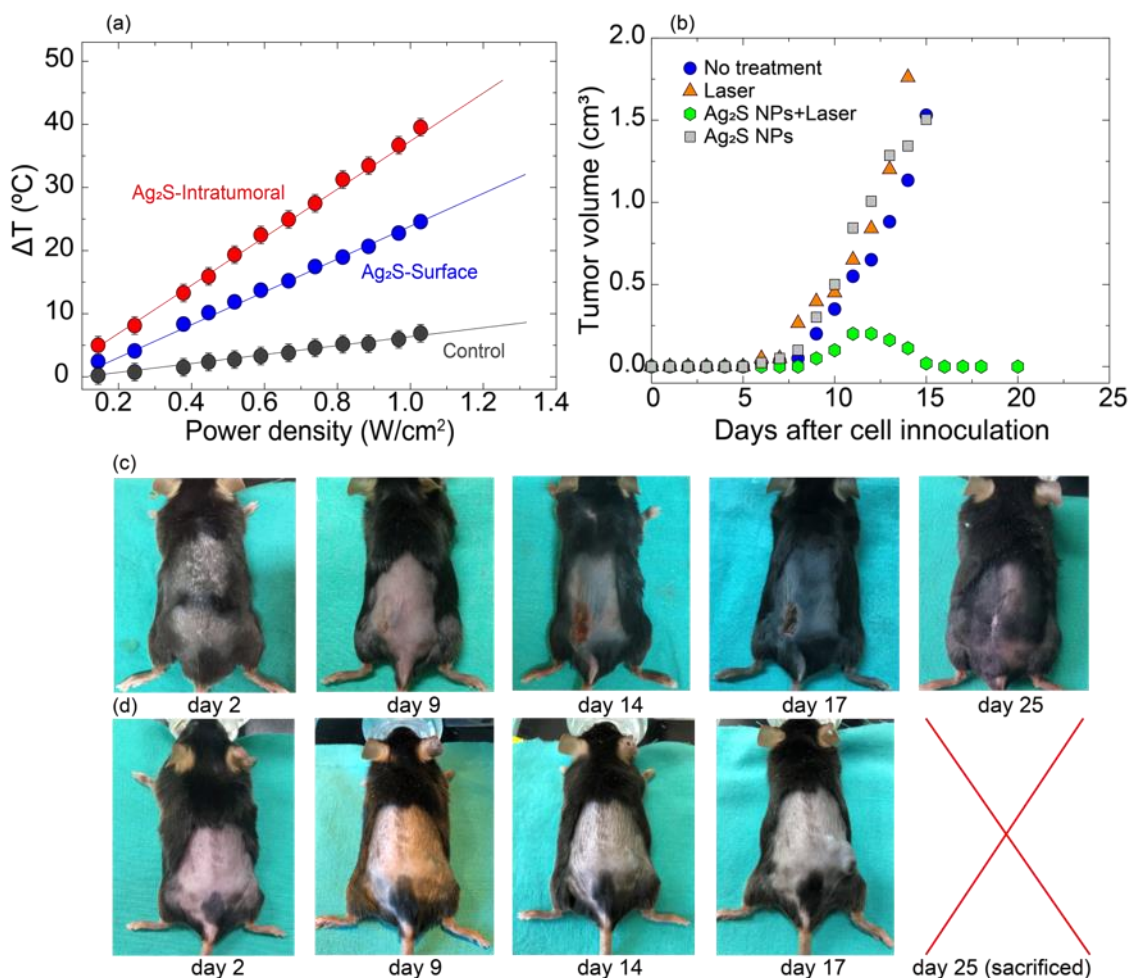 (a)
50
40
30
20
10
0
ΔT (ºC)
Ag₂S-Intratumoral
Ag₂S-Surface
Control
0.2 0.4 0.6 0.8 1.0 1.2 1.4
Power density (W/cm²)
(b)
2.0
1.5
1.0
0.5
0.0
Tumor volume (cm³)
No treatment
Laser
Ag₂S NPs+Laser
Ag₂S NPs
0 5 10 15 20 25
Days after cell innoculation
(c)
day 2 day 9 day 14 day 17 day 25
(d)
day 2 day 9 day 14 day 17 day 25 (sacrificed)